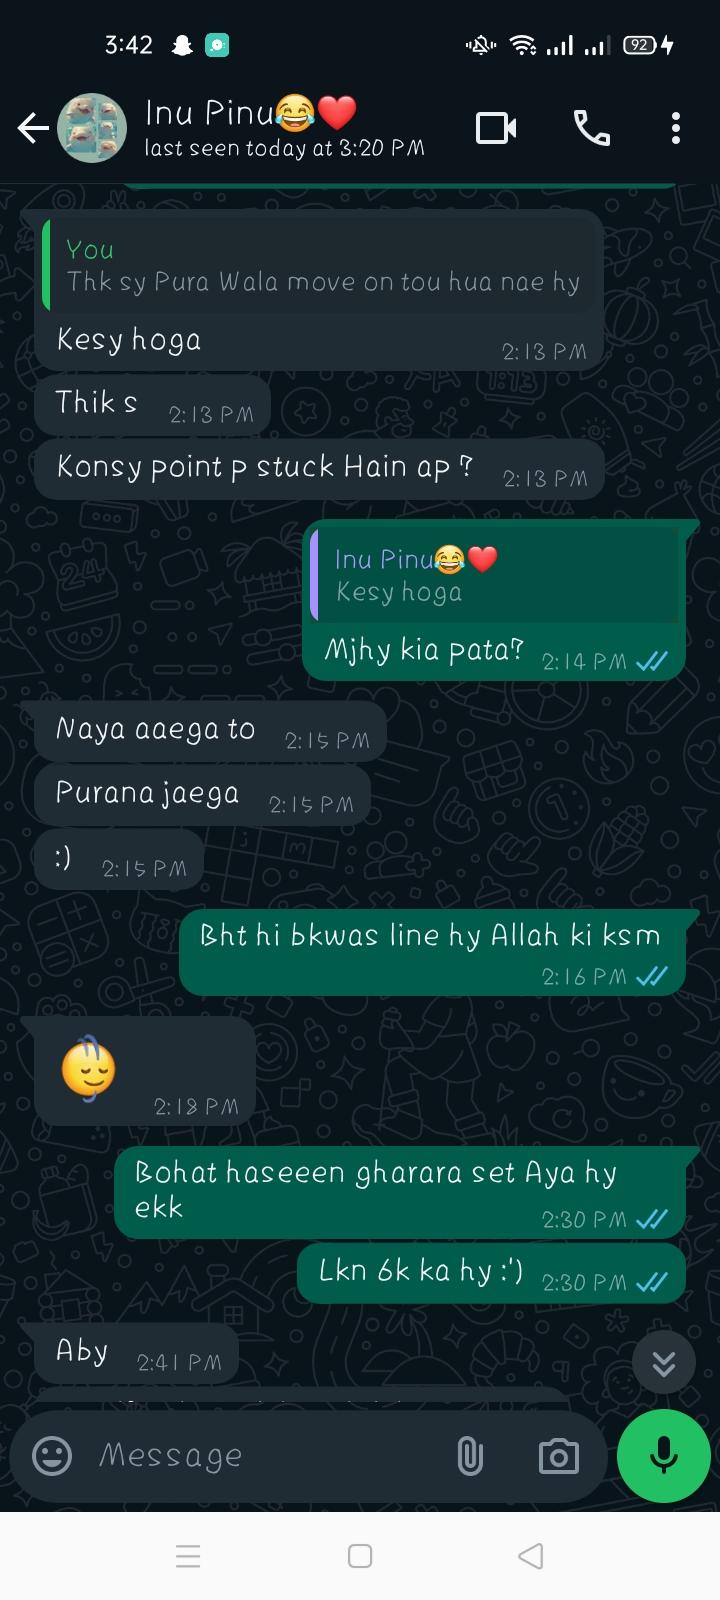 3:42
92
Inu Pinu😂❤️
last seen today at 3:20 PM
You
Thk sy Pura Wala move on tou hua nae hy
Kesy hoga
2:13 PM
Thik s 2:13 PM
Konsy point p stuck Hain ap ? 2:13 PM
Inu Pinu😂❤️
Kesy hoga
Mjhy kia pata? 2:14 PM
Naya aaega to 2:15 PM
Purana jaega 2:15 PM
:) 2:15 PM
Bht hi bkwas line hy Allah ki ksm
2:16 PM
2:18 PM
Bohat haseeen gharara set Aya hy
ekk
2:30 PM
Lkn 6k ka hy :') 2:30 PM
Aby 2:41 PM
Message